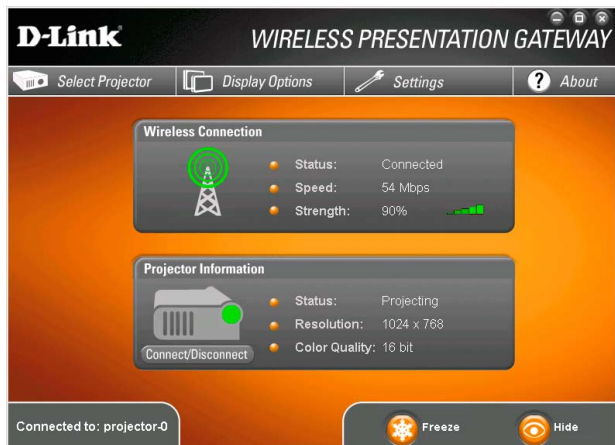 D-Link
WIRELESS PRESENTATION GATEWAY
Select Projector
Display Options
Settings
? About
Wireless Connection
Status: Connected
Speed: 54 Mbps
Strength: 90%
Projector Information
Status: Projecting
Resolution: 1024 x 768
Color Quality: 16 bit
Connect/Disconnect
Connected to: projector-0
Freeze
Hide